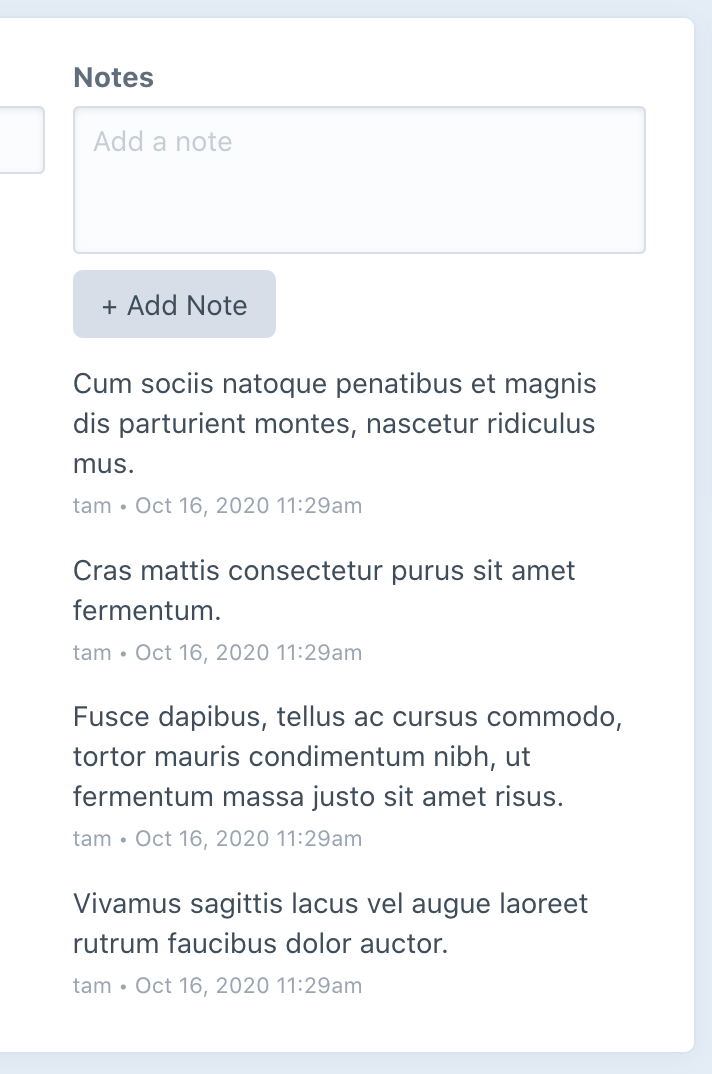 Notes
Add a note
+ Add Note
Cum sociis natoque penatibus et magnis
dis parturient montes, nascetur ridiculus
mus.
tam • Oct 16, 2020 11:29am
Cras mattis consectetur purus sit amet
fermentum.
tam • Oct 16, 2020 11:29am
Fusce dapibus, tellus ac cursus commodo,
tortor mauris condimentum nibh, ut
fermentum massa justo sit amet risus.
tam • Oct 16, 2020 11:29am
Vivamus sagittis lacus vel augue laoreet
rutrum faucibus dolor auctor.
tam • Oct 16, 2020 11:29am